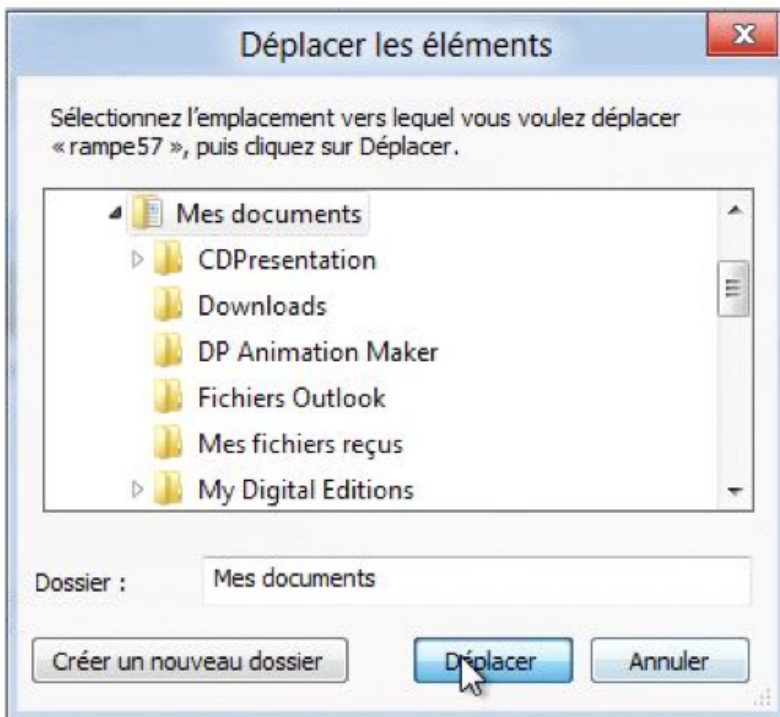 Déplacer les éléments
Sélectionnez l'emplacement vers lequel vous voulez déplacer
« rampe57 », puis cliquez sur Déplacer.
Mes documents
CDPresentation
Downloads
DP Animation Maker
Fichiers Outlook
Mes fichiers reçus
My Digital Editions
Dossier : Mes documents
Créer un nouveau dossier Déplacer Annuler